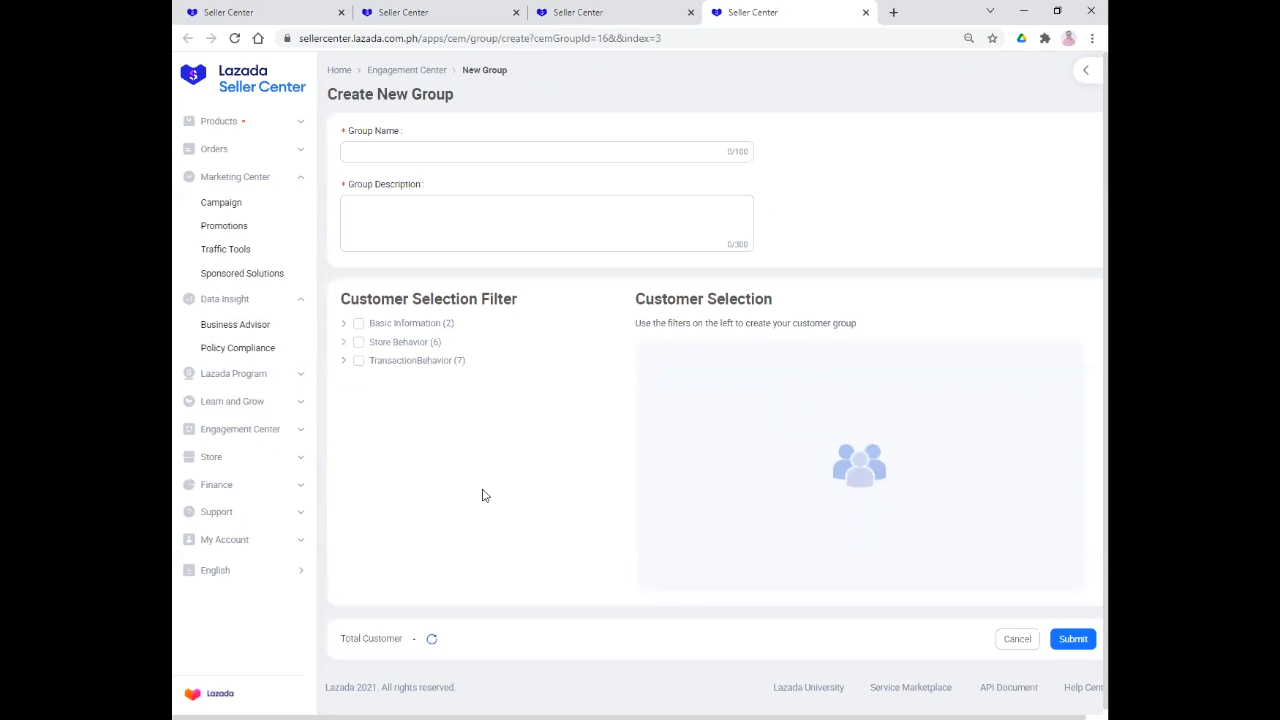 Seller Center
Seller Center
Seller Center
Seller Center
sellercenter.lazada.com.ph/apps/cem/group/create?cemGroupId=16&&index=3
Lazada
Seller Center
Products
Orders
Marketing Center
Campaign
Promotions
Traffic Tools
Sponsored Solutions
Data Insight
Business Advisor
Policy Compliance
Lazada Program
Learn and Grow
Engagement Center
Store
Finance
Support
My Account
English
Lazada
Home > Engagement Center > New Group
Create New Group
* Group Name :
0/100
* Group Description :
0/300
Customer Selection Filter
Basic Information (2)
Store Behavior (6)
TransactionBehavior (7)
Customer Selection
Use the filters on the left to create your customer group
Total Customer -
Cancel
Submit
Lazada 2021. All rights reserved.
Lazada University
Service Marketplace
API Document
Help Cent